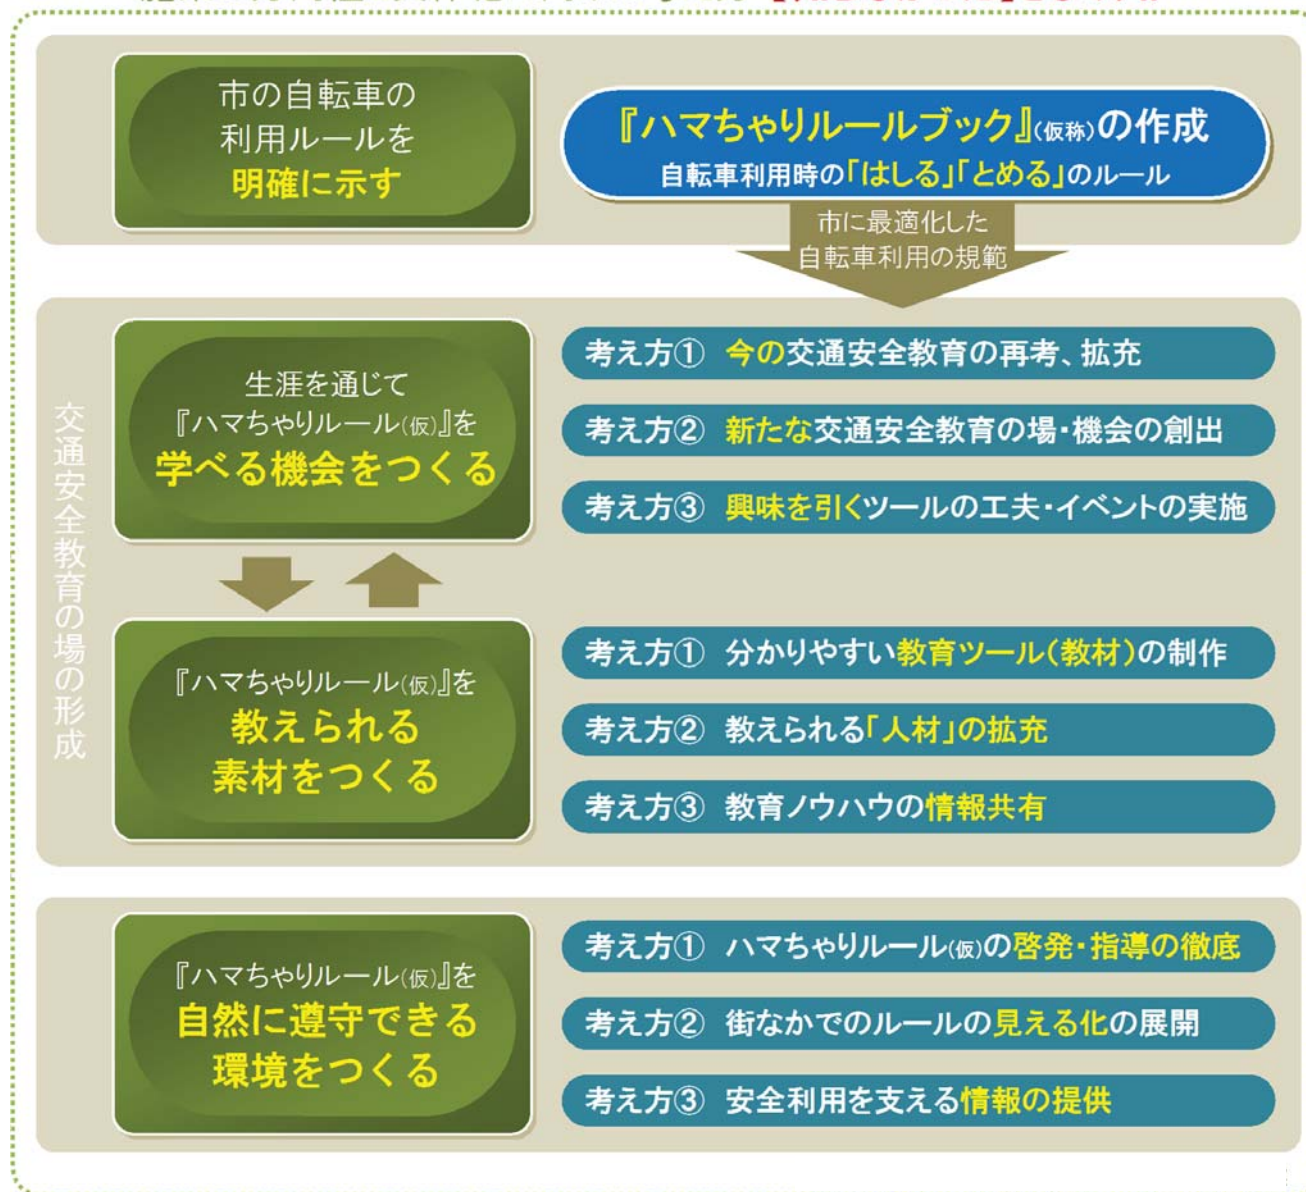 市の自転車の
利用ルールを
明確に示す
『ハマちゃりルールブック』(仮称)の作成
自転車利用時の「はしる」「とめる」のルール
市に最適化した
自転車利用の規範
交通安全教育の場の形成
生涯を通じて
『ハマちゃりルール(仮)』を
学べる機会をつくる
考え方① 今の交通安全教育の再考、拡充
考え方② 新たな交通安全教育の場・機会の創出
考え方③ 興味を引くツールの工夫・イベントの実施
『ハマちゃりルール(仮)』を
教えられる
素材をつくる
考え方① 分かりやすい教育ツール(教材)の制作
考え方② 教えられる「人材」の拡充
考え方③ 教育ノウハウの情報共有
『ハマちゃりルール(仮)』を
自然に遵守できる
環境をつくる
考え方① ハマちゃりルール(仮)の啓発・指導の徹底
考え方② 街なかでのルールの見える化の展開
考え方③ 安全利用を支える情報の提供